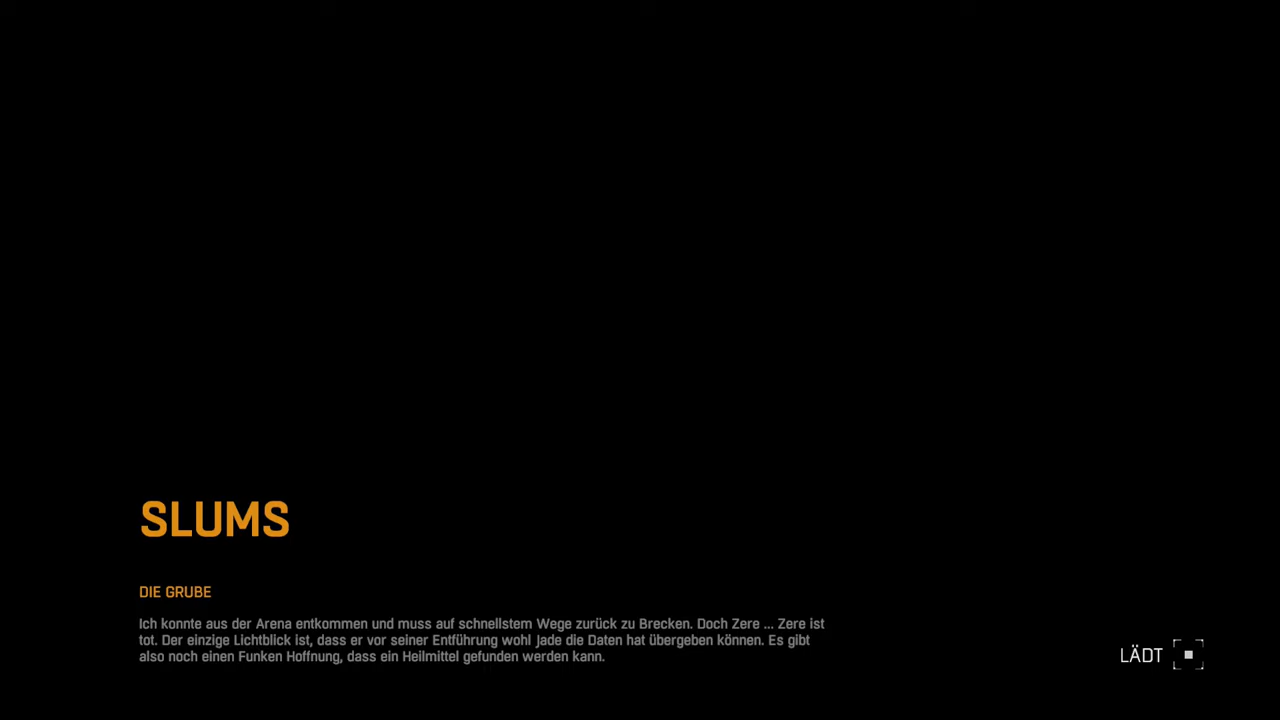 SLUMS
DIE GRUBE
Ich konnte aus der Arena entkommen und muss auf schnellstem Wege zurück zu Brecken. Doch Zere ... Zere ist
tot. Der einzige Lichtblick ist, dass er vor seiner Entführung wohl Jade die Daten hat übergeben können. Es gibt
also noch einen Funken Hoffnung, dass ein Heilmittel gefunden werden kann.
LÄDT